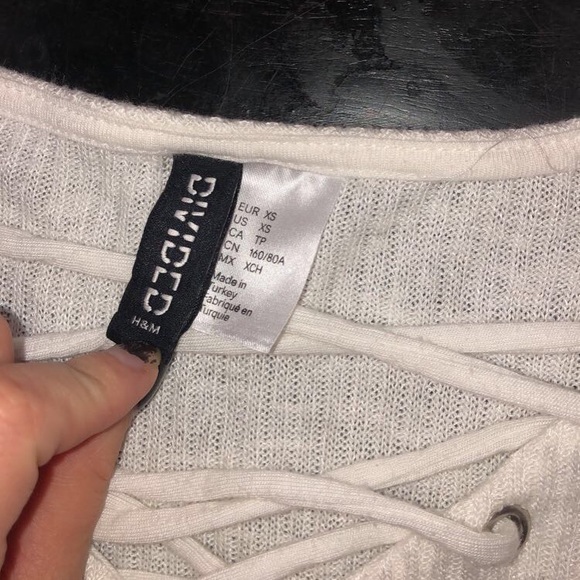 DIVIDED
H&M
EUR XS
US XS
CA TP
CN 160/80A
MX XCH
Made in
Turkey
Fabriqué en
Turquie